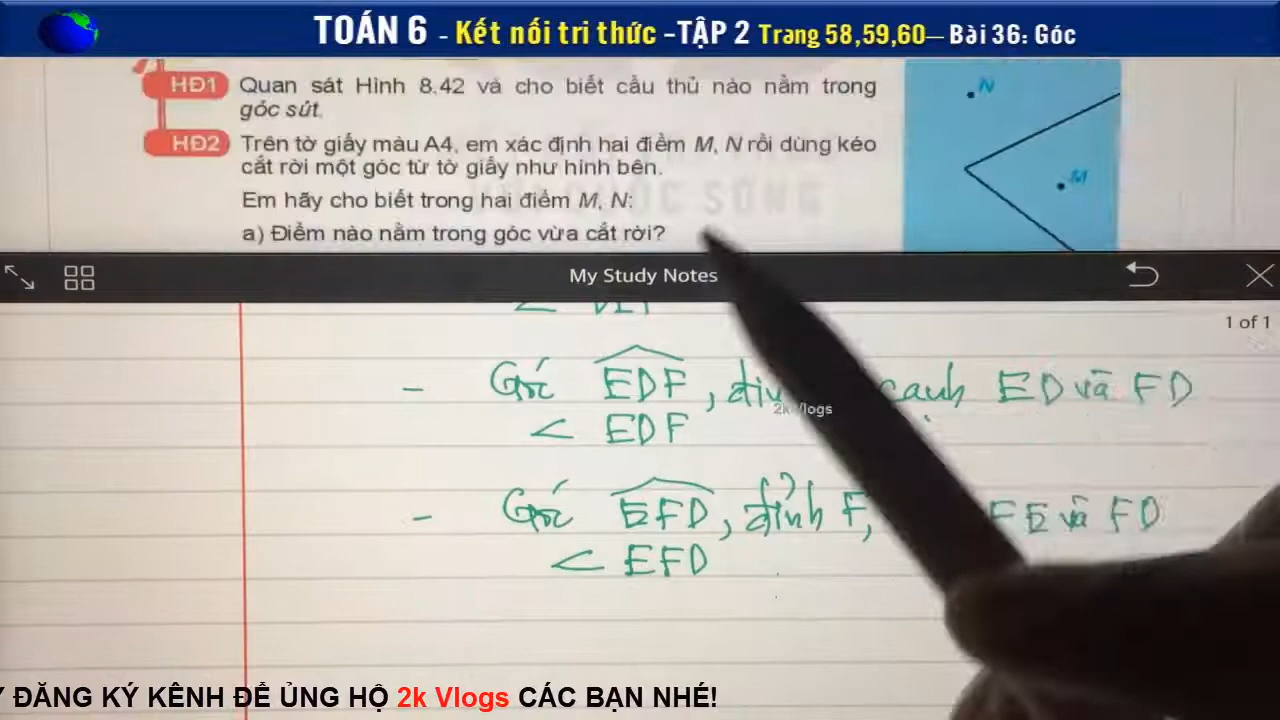 TOÁN 6 - Kết nối tri thức -TẬP 2 Trang 58,59,60– Bài 36: Góc
HĐ1 Quan sát Hình 8.42 và cho biết cầu thủ nào nằm trong
góc sút.
HĐ2 Trên tờ giấy màu A4, em xác định hai điểm M, N rồi dùng kéo
cắt rời một góc từ tờ giấy như hình bên.
Em hãy cho biết trong hai điểm M, N:
a) Điểm nào nằm trong góc vừa cắt rời?
N
M
My Study Notes
1 of 1
- Góc EDF, cạnh ED và FD
2k Vlogs
< EDF
- Góc EFD, đỉnh F, FE và FD
< EFD
ĐĂNG KÝ KÊNH ĐỂ ỦNG HỘ 2k Vlogs CÁC BẠN NHÉ!